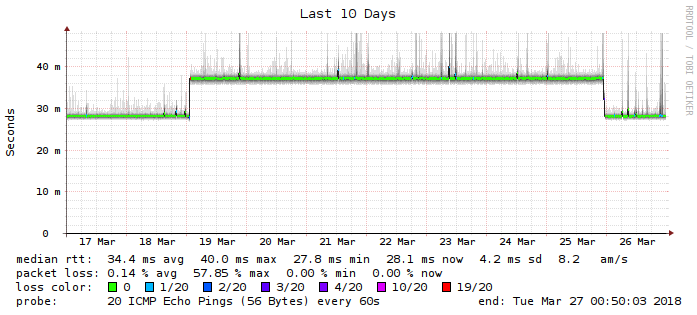 Last 10 Days
RRDTOOL / TOBI OETIKER
Seconds
40 m
30 m
20 m
10 m
0
17 Mar 18 Mar 19 Mar 20 Mar 21 Mar 22 Mar 23 Mar 24 Mar 25 Mar 26 Mar
median rtt: 34.4 ms avg 40.0 ms max 27.8 ms min 28.1 ms now 4.2 ms sd 8.2 am/s
packet loss: 0.14 % avg 57.85 % max 0.00 % min 0.00 % now
loss color: 0 1/20 2/20 3/20 4/20 10/20 19/20
probe: 20 ICMP Echo Pings (56 Bytes) every 60s end: Tue Mar 27 00:50:03 2018